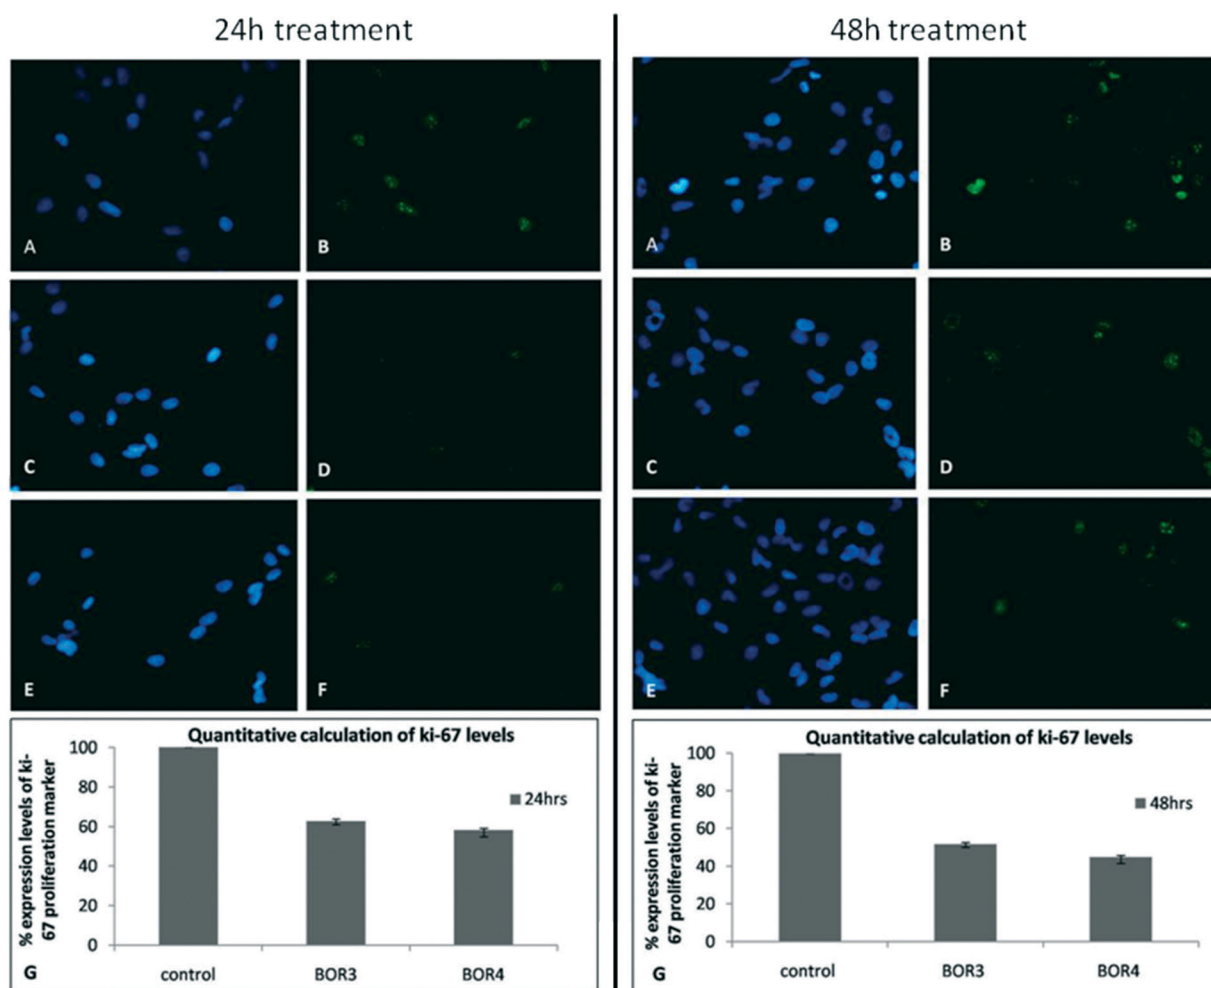 24h treatment
A
B
C
D
E
F
Quantitative calculation of ki-67 levels
% expression levels of ki-
67 proliferation marker
100
80
60
40
20
0
24hrs
control
BOR3
BOR4
G
48h treatment
A
B
C
D
E
F
Quantitative calculation of ki-67 levels
% expression levels of ki-
67 proliferation marker
100
80
60
40
20
0
48hrs
control
BOR3
BOR4
G